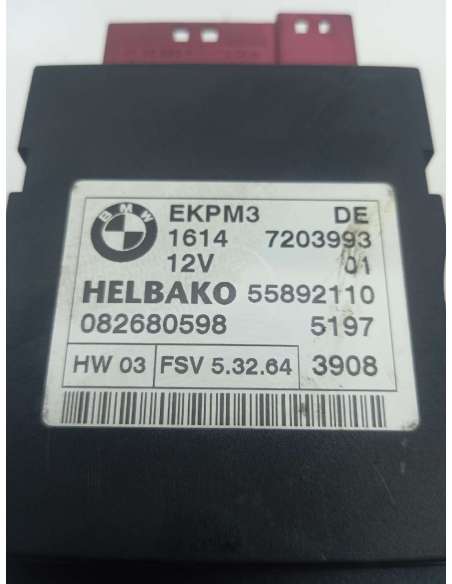 BMW
EKPM3 DE
1614 7203993
12V 01
HELBAKO 55892110
082680598 5197
HW 03 FSV 5.32.64 3908